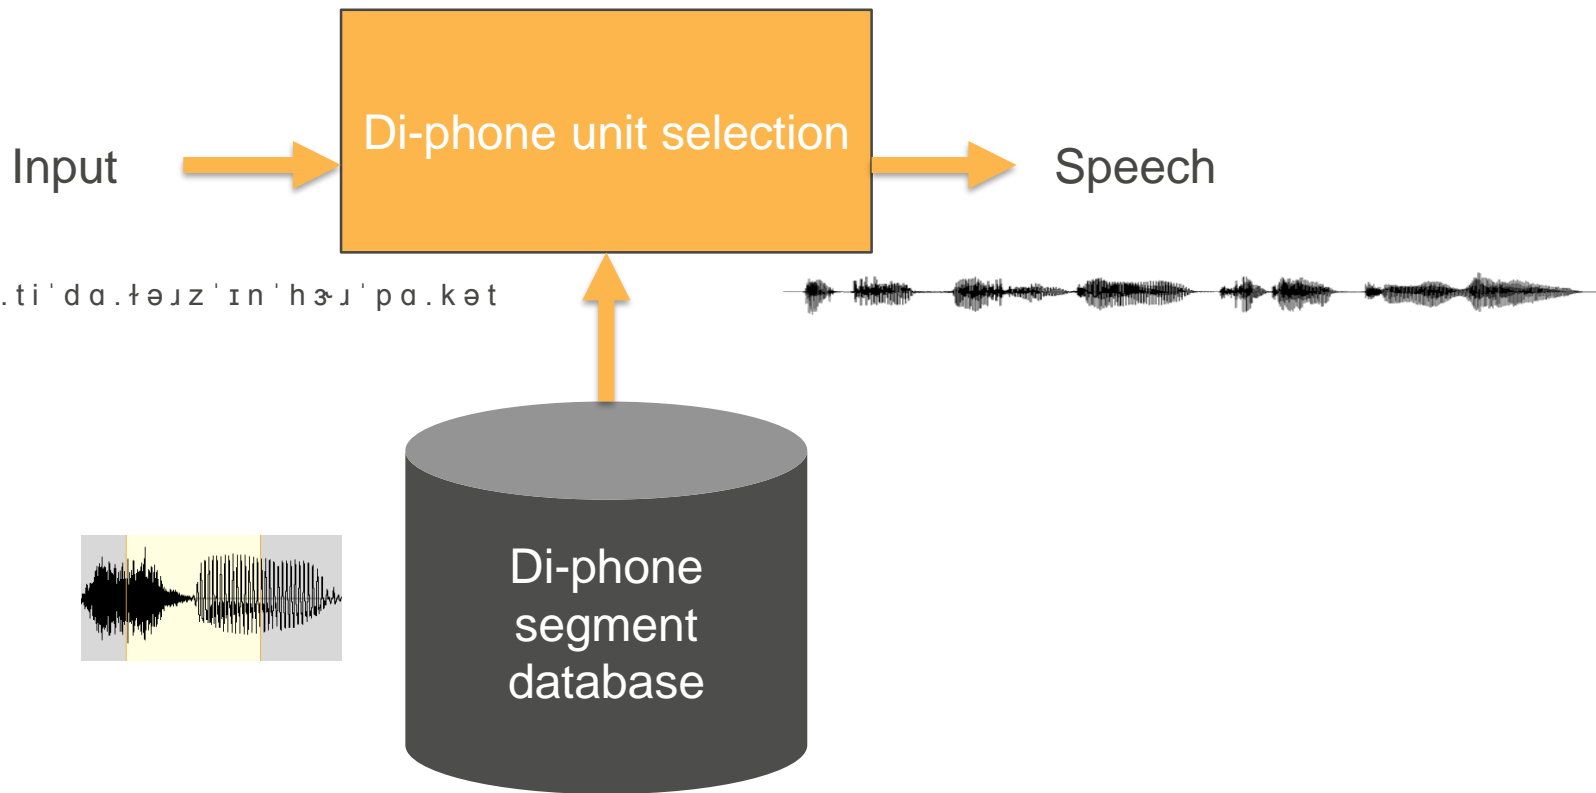 Di-phone unit selection
Input
Speech
.tiˈdɑ.ɫəɹzˈɪnˈhɝɹˈpɑ.kət
Di-phone
segment
database